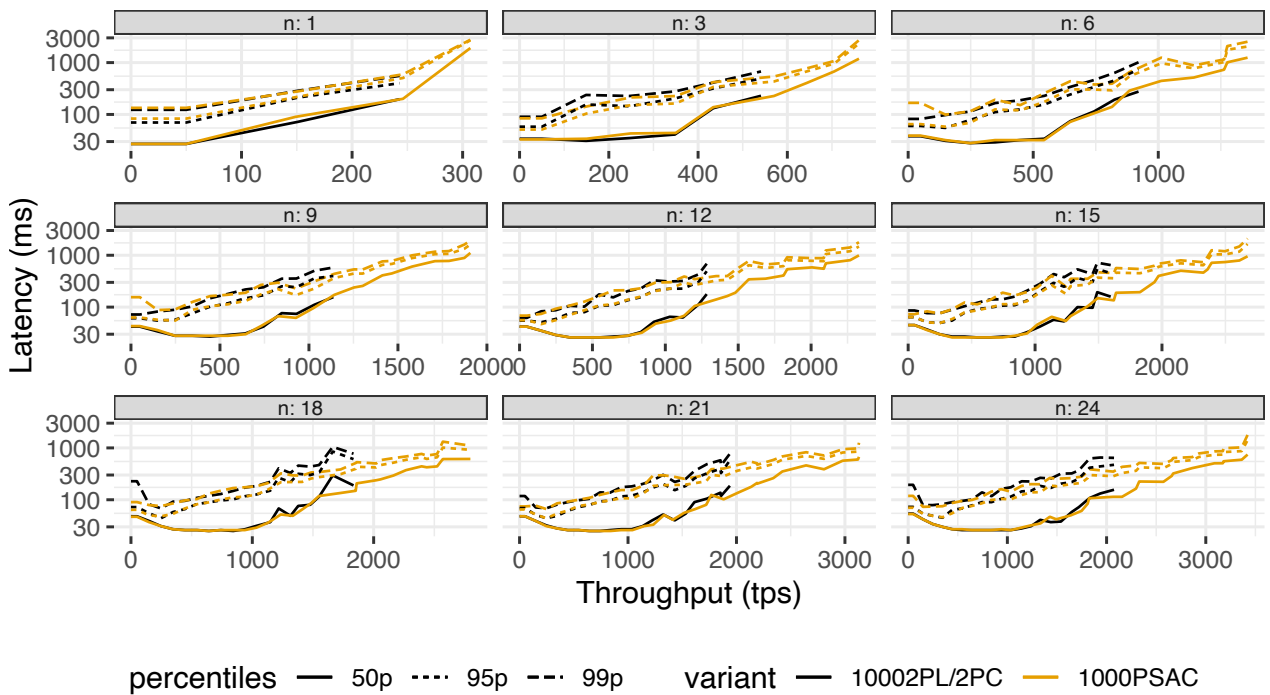 n: 1 n: 3 n: 6
3000
1000
300
100
30
0 100 200 300 0 200 400 600 0 500 1000
n: 9 n: 12 n: 15
3000
1000
300
100
30
0 500 1000 1500 2000 0 500 1000 1500 2000 0 1000 2000
n: 18 n: 21 n: 24
3000
1000
300
100
30
0 1000 2000 0 1000 2000 3000 0 1000 2000 3000
Latency (ms)
Throughput (tps)
percentiles 50p 95p 99p variant 10002PL/2PC 1000PSAC